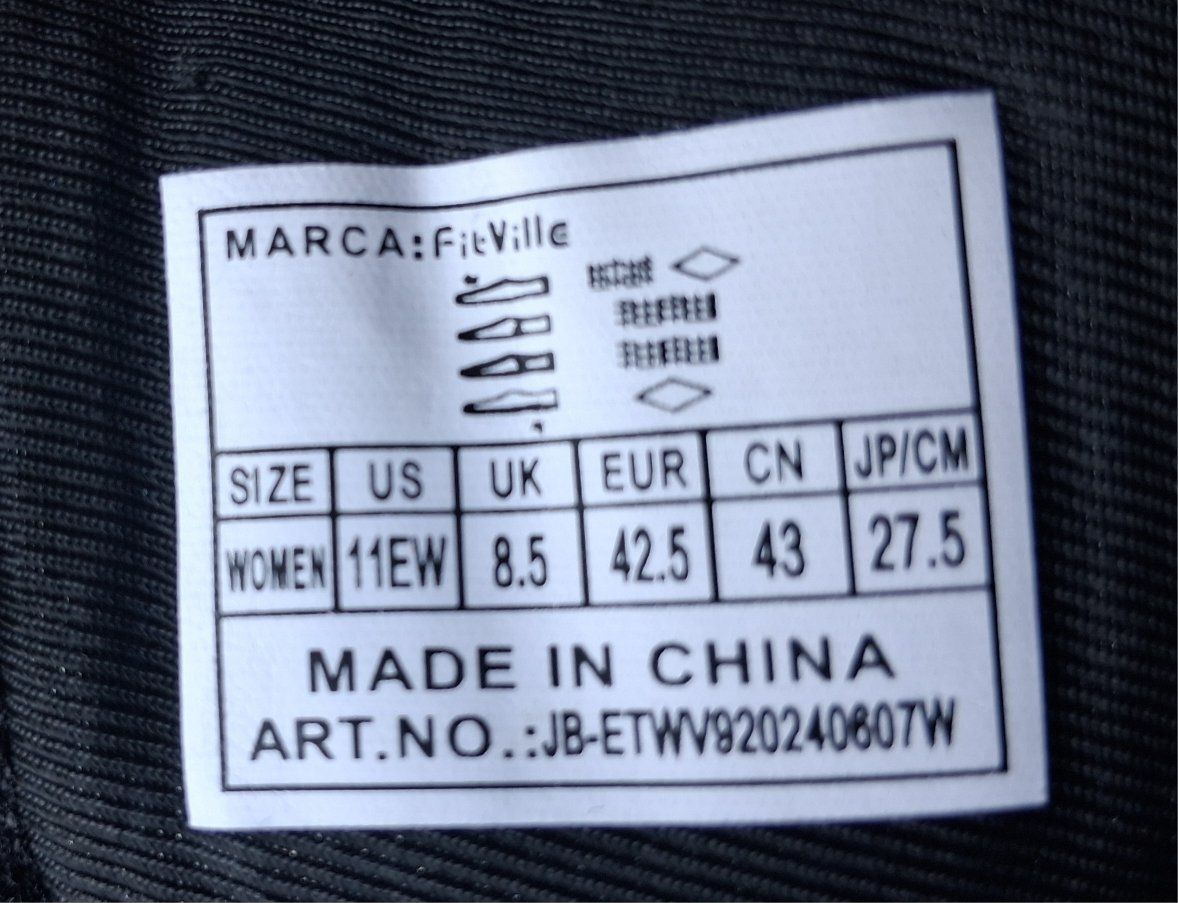 MARCA: FitVille
SIZE US UK EUR CN JP/CM
WOMEN 11EW 8.5 42.5 43 27.5
MADE IN CHINA
ART.NO.:JB-ETWV920240607W